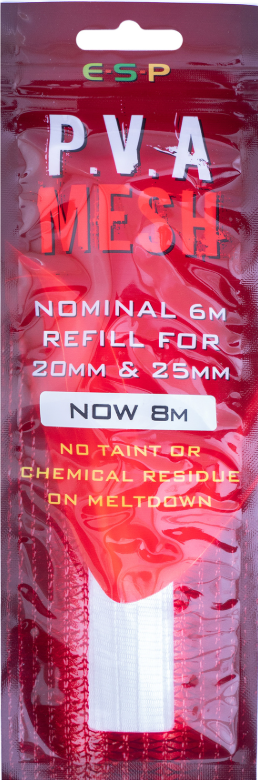 E·S·P
P.V.A
MESH
NOMINAL 6M
REFILL FOR
20MM & 25MM
NOW 8M
NO TAINT OR
CHEMICAL RESIDUE
ON MELTDOWN